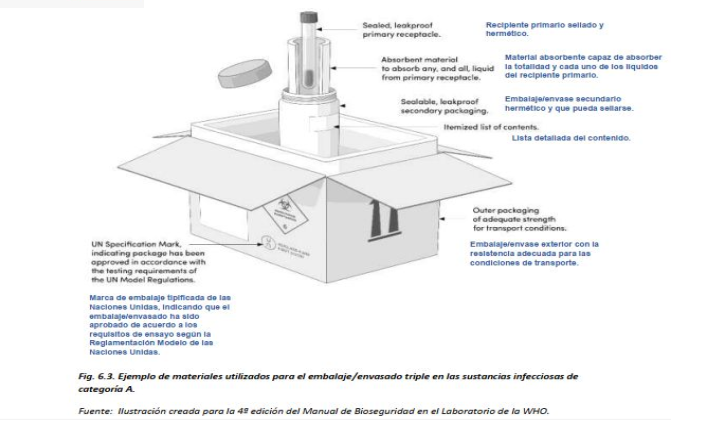 Sealed, leakproof
primary receptacle.
Recipiente primario sellado y
hermético.
Absorbent material
to absorb any, and all, liquid
from primary receptacle.
Material absorbente capaz de absorber
la totalidad y cada uno de los líquidos
del recipiente primario.
Sealable, leakproof
secondary packaging.
Embalaje/envase secundario
hermético y que pueda sellarse.
Itemized list of contents.
Lista detallada del contenido.
Outer packaging
of adequate strength
for transport conditions.
Embalaje/envase exterior con la
resistencia adecuada para las
condiciones de transporte.
UN Specification Mark,
indicating package has been
approved in accordance with
the testing requirements of
the UN Model Regulations.
Marca de embalaje tipificada de las
Naciones Unidas, indicando que el
embalaje/envasado ha sido
aprobado de acuerdo a los
requisitos de ensayo según la
Reglamentación Modelo de las
Naciones Unidas.
Fig. 6.3. Ejemplo de materiales utilizados para el embalaje/envasado triple en las sustancias infecciosas de
categoría A.
Fuente: Ilustración creada para la 4ª edición del Manual de Bioseguridad en el Laboratorio de la WHO.